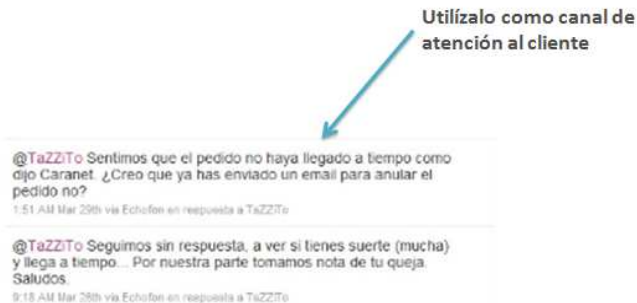 Utilízalo como canal de
atención al cliente
@TaZZiTo Sentimos que el pedido no haya llegado a tiempo como
dijo Caranet. ¿Creo que ya has enviado un email para anular el
pedido no?
1:51 AM Mar 29th via Echofon en respuesta a TaZZiTo
@TaZZiTo Seguimos sin respuesta, a ver si tienes suerte (mucha)
y llega a tiempo... Por nuestra parte tomamos nota de tu queja.
Saludos.
9:18 AM Mar 26th via Echofon en respuesta a TaZZiTo